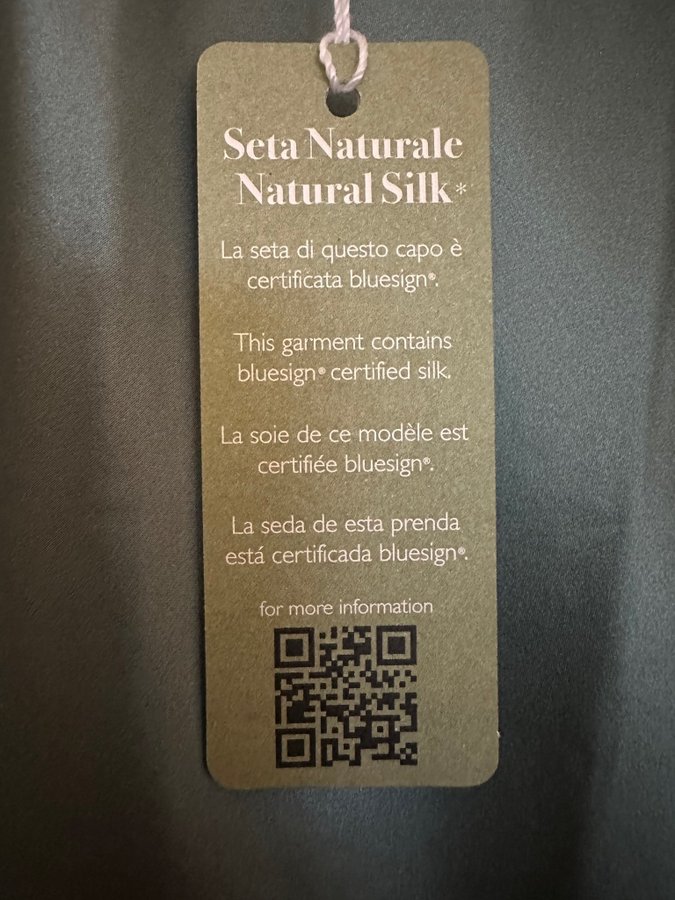 Seta Naturale
Natural Silk*
La seta di questo capo è
certificata bluesign®.
This garment contains
bluesign® certified silk.
La soie de ce modèle est
certifiée bluesign®.
La seda de esta prenda
está certificada bluesign®.
for more information